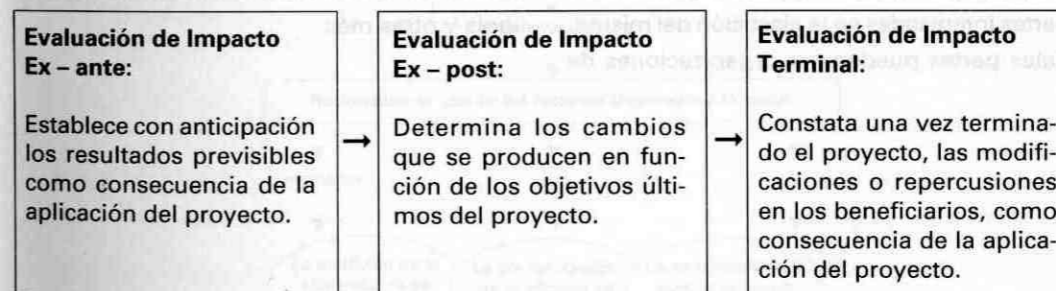 Evaluación de Impacto
Ex – ante:
Establece con anticipación
los resultados previsibles
como consecuencia de la
aplicación del proyecto.
→
Evaluación de Impacto
Ex – post:
Determina los cambios
que se producen en fun-
ción de los objetivos últi-
mos del proyecto.
→
Evaluación de Impacto
Terminal:
Constata una vez termina-
do el proyecto, las modifi-
caciones o repercusiones
en los beneficiarios, como
consecuencia de la aplica-
ción del proyecto.